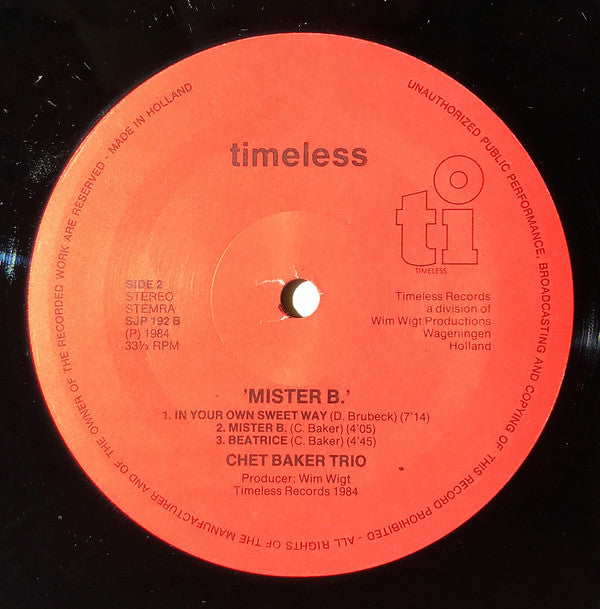 timeless
ti
TIMELESS
SIDE 2
STEREO
STEMRA
SJP 192 B
(P) 1984
33⅓ RPM
Timeless Records
a division of
Wim Wigt Productions
Wageningen
Holland
'MISTER B.'
1. IN YOUR OWN SWEET WAY (D. Brubeck) (7'14)
2. MISTER B. (C. Baker) (4'05)
3. BEATRICE (C. Baker) (4'45)
CHET BAKER TRIO
Producer: Wim Wigt
Timeless Records 1984
UNAUTHORIZED PUBLIC PERFORMANCE, BROADCASTING AND COPYING OF THIS RECORD PROHIBITED - ALL RIGHTS OF THE MANUFACTURER AND OF THE OWNER OF THE RECORDED WORK ARE RESERVED - MADE IN HOLLAND